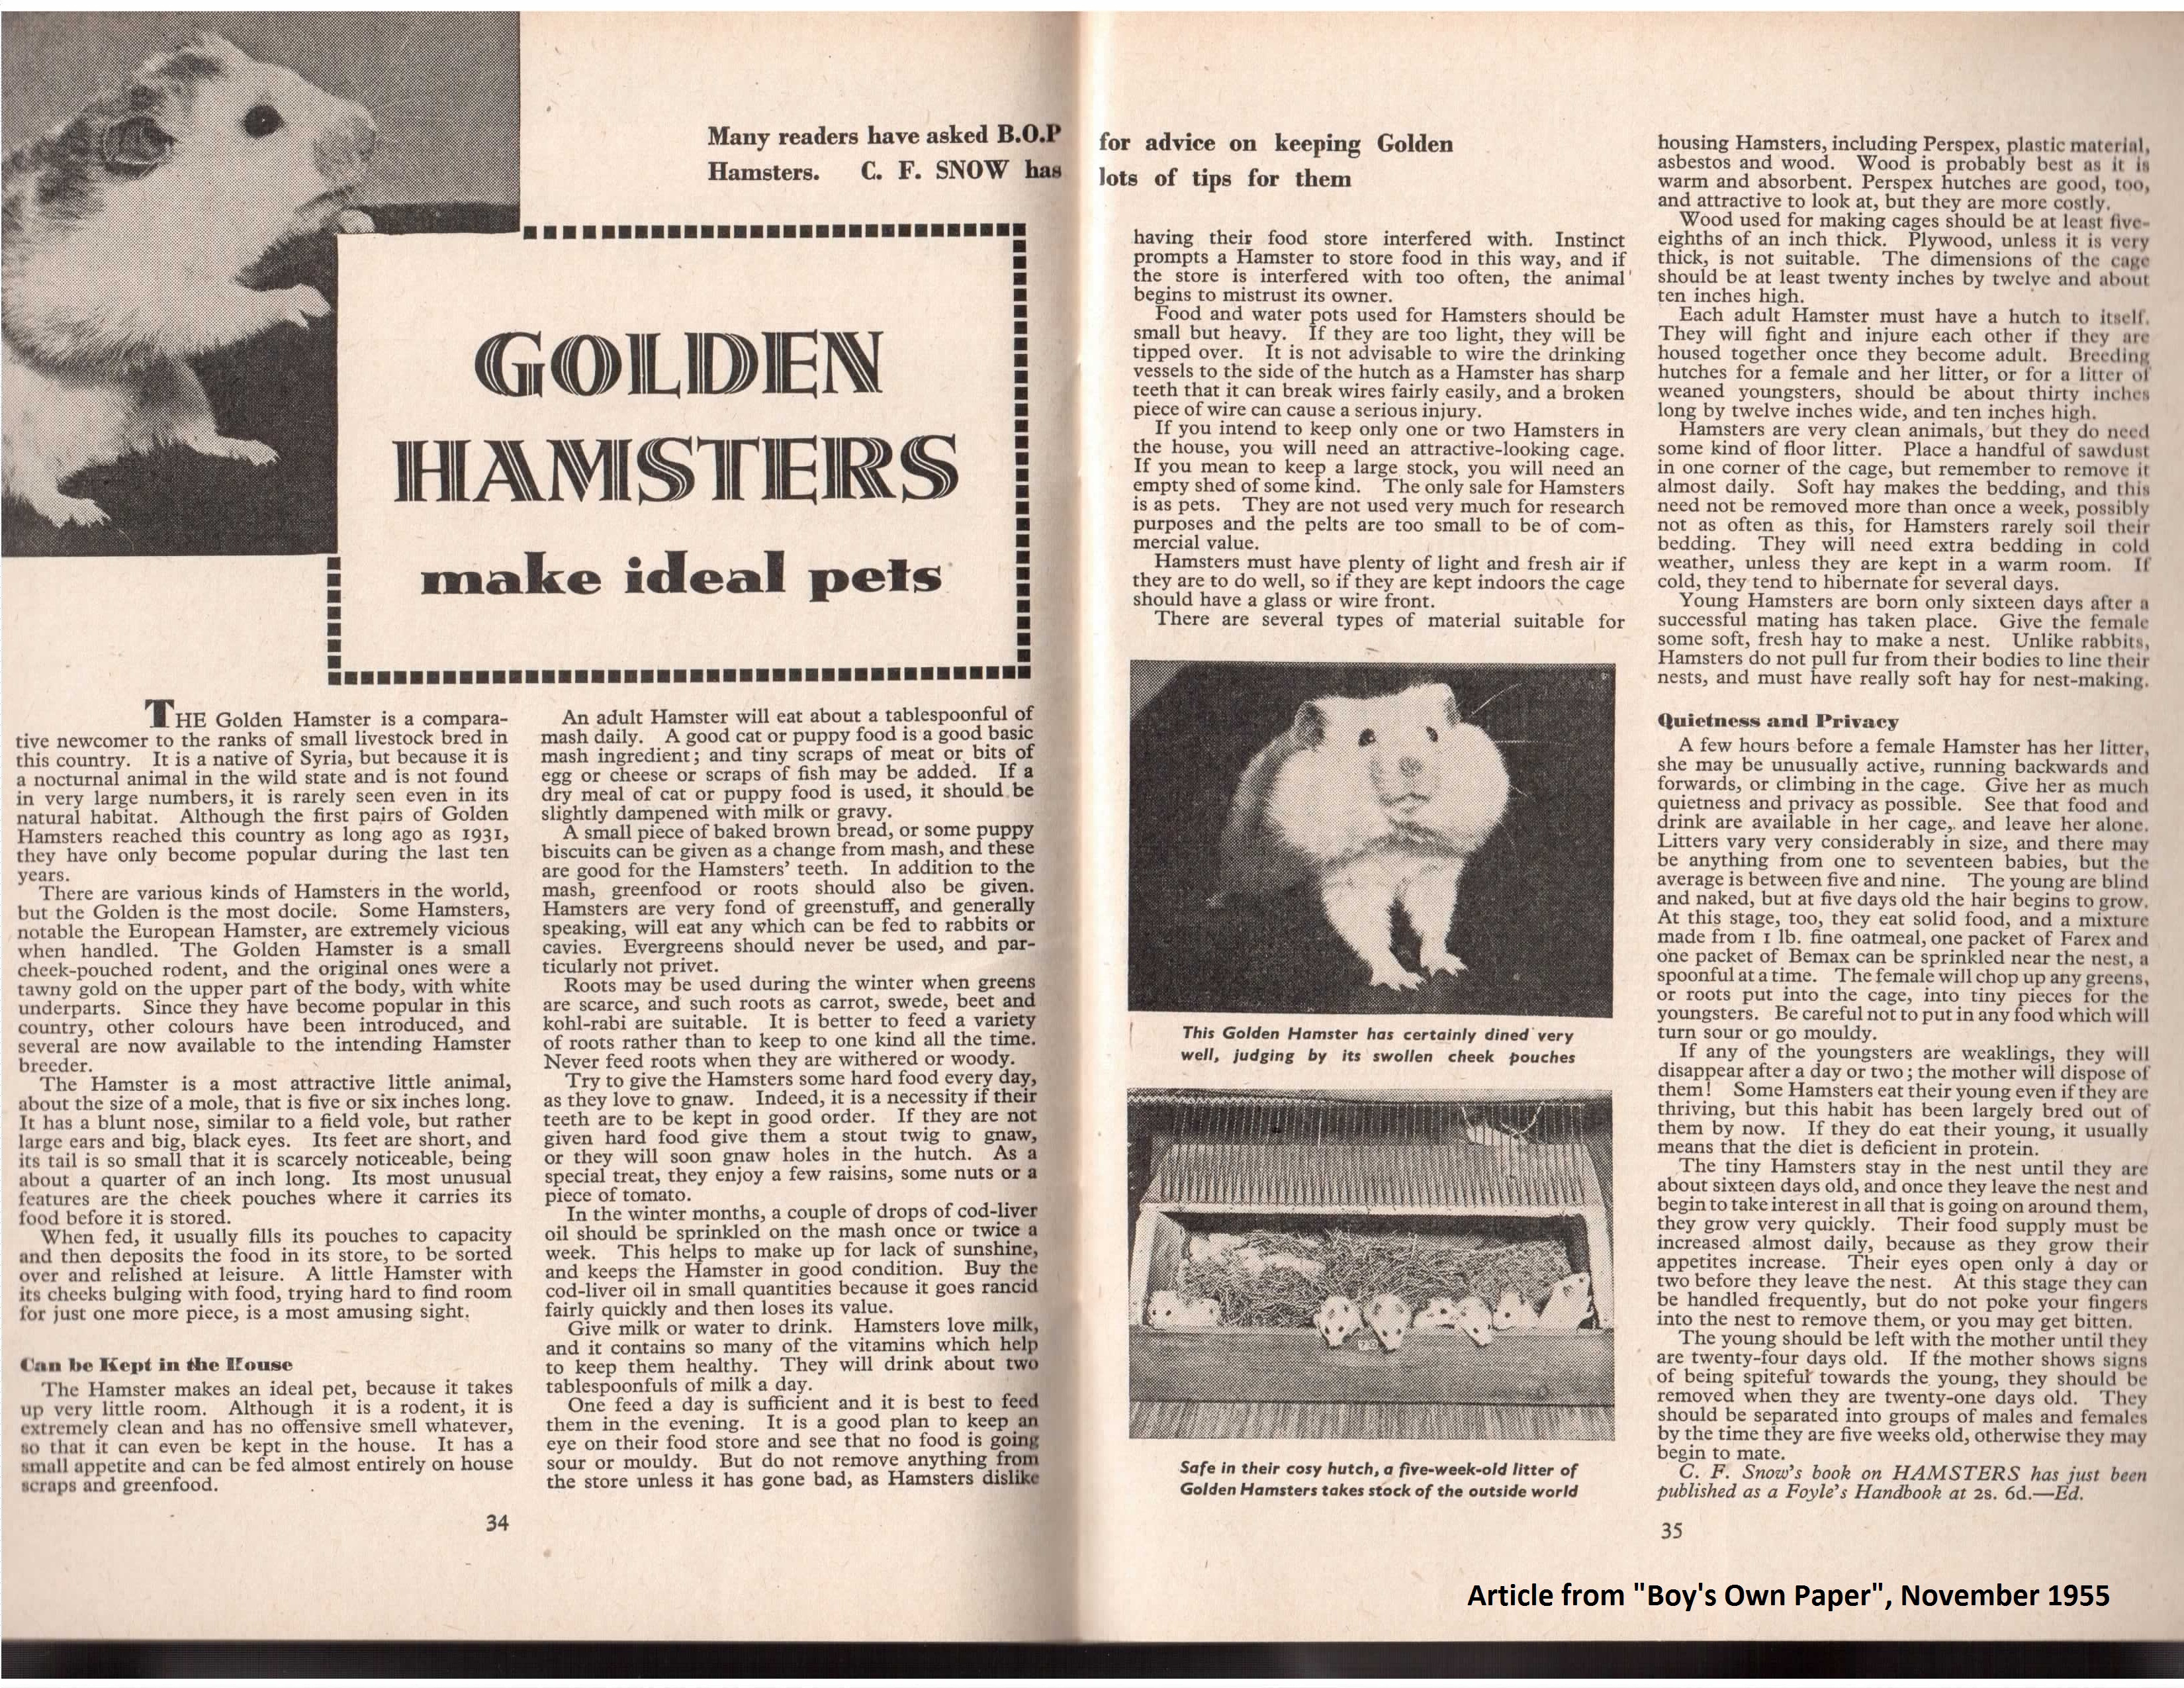 Many readers have asked B.O.P
Hamsters. C. F. SNOW has
for advice on keeping Golden
lots of tips for them
GOLDEN
HAMSTERS
make ideal pets
THE Golden Hamster is a compara-
tive newcomer to the ranks of small livestock bred in
this country. It is a native of Syria, but because it is
a nocturnal animal in the wild state and is not found
in very large numbers, it is rarely seen even in its
natural habitat. Although the first pairs of Golden
Hamsters reached this country as long ago as 1931,
they have only become popular during the last ten
years.
There are various kinds of Hamsters in the world,
but the Golden is the most docile. Some Hamsters,
notable the European Hamster, are extremely vicious
when handled. The Golden Hamster is a small
cheek-pouched rodent, and the original ones were a
tawny gold on the upper part of the body, with white
underparts. Since they have become popular in this
country, other colours have been introduced, and
several are now available to the intending Hamster
breeder.
The Hamster is a most attractive little animal,
about the size of a mole, that is five or six inches long.
It has a blunt nose, similar to a field vole, but rather
large ears and big, black eyes. Its feet are short, and
its tail is so small that it is scarcely noticeable, being
about a quarter of an inch long. Its most unusual
features are the cheek pouches where it carries its
food before it is stored.
When fed, it usually fills its pouches to capacity
and then deposits the food in its store, to be sorted
over and relished at leisure. A little Hamster with
its cheeks bulging with food, trying hard to find room
for just one more piece, is a most amusing sight.
Can be Kept in the House
The Hamster makes an ideal pet, because it takes
up very little room. Although it is a rodent, it is
extremely clean and has no offensive smell whatever,
so that it can even be kept in the house. It has a
small appetite and can be fed almost entirely on house
scraps and greenfood.
34
An adult Hamster will eat about a tablespoonful of
mash daily. A good cat or puppy food is a good basic
mash ingredient; and tiny scraps of meat or bits of
egg or cheese or scraps of fish may be added. If a
dry meal of cat or puppy food is used, it should be
slightly dampened with milk or gravy.
A small piece of baked brown bread, or some puppy
biscuits can be given as a change from mash, and these
are good for the Hamsters' teeth. In addition to the
mash, greenfood or roots should also be given.
Hamsters are very fond of greenstuff, and generally
speaking, will eat any which can be fed to rabbits or
cavies. Evergreens should never be used, and par-
ticularly not privet.
Roots may be used during the winter when greens
are scarce, and such roots as carrot, swede, beet and
kohl-rabi are suitable. It is better to feed a variety
of roots rather than to keep to one kind all the time.
Never feed roots when they are withered or woody.
Try to give the Hamsters some hard food every day,
as they love to gnaw. Indeed, it is a necessity if their
teeth are to be kept in good order. If they are not
given hard food give them a stout twig to gnaw,
or they will soon gnaw holes in the hutch. As a
special treat, they enjoy a few raisins, some nuts or a
piece of tomato.
In the winter months, a couple of drops of cod-liver
oil should be sprinkled on the mash once or twice a
week. This helps to make up for lack of sunshine,
and keeps the Hamster in good condition. Buy the
cod-liver oil in small quantities because it goes rancid
fairly quickly and then loses its value.
Give milk or water to drink. Hamsters love milk,
and it contains so many of the vitamins which help
to keep them healthy. They will drink about two
tablespoonfuls of milk a day.
One feed a day is sufficient and it is best to feed
them in the evening. It is a good plan to keep an
eye on their food store and see that no food is going
sour or mouldy. But do not remove anything from
the store unless it has gone bad, as Hamsters dislike
having their food store interfered with. Instinct
prompts a Hamster to store food in this way, and if
the store is interfered with too often, the animal
begins to mistrust its owner.
Food and water pots used for Hamsters should be
small but heavy. If they are too light, they will be
tipped over. It is not advisable to wire the drinking
vessels to the side of the hutch as a Hamster has sharp
teeth that it can break wires fairly easily, and a broken
piece of wire can cause a serious injury.
If you intend to keep only one or two Hamsters in
the house, you will need an attractive-looking cage.
If you mean to keep a large stock, you will need an
empty shed of some kind. The only sale for Hamsters
is as pets. They are not used very much for research
purposes and the pelts are too small to be of com-
mercial value.
Hamsters must have plenty of light and fresh air if
they are to do well, so if they are kept indoors the cage
should have a glass or wire front.
There are several types of material suitable for
This Golden Hamster has certainly dined very
well, judging by its swollen cheek pouches
Safe in their cosy hutch, a five-week-old litter of
Golden Hamsters takes stock of the outside world
housing Hamsters, including Perspex, plastic material,
asbestos and wood. Wood is probably best as it is
warm and absorbent. Perspex hutches are good, too,
and attractive to look at, but they are more costly.
Wood used for making cages should be at least five-
eighths of an inch thick. Plywood, unless it is very
thick, is not suitable. The dimensions of the cage
should be at least twenty inches by twelve and about
ten inches high.
Each adult Hamster must have a hutch to itself.
They will fight and injure each other if they are
housed together once they become adult. Breeding
hutches for a female and her litter, or for a litter of
weaned youngsters, should be about thirty inches
long by twelve inches wide, and ten inches high.
Hamsters are very clean animals, but they do need
some kind of floor litter. Place a handful of sawdust
in one corner of the cage, but remember to remove it
almost daily. Soft hay makes the bedding, and this
need not be removed more than once a week, possibly
not as often as this, for Hamsters rarely soil their
bedding. They will need extra bedding in cold
weather, unless they are kept in a warm room. If
cold, they tend to hibernate for several days.
Young Hamsters are born only sixteen days after a
successful mating has taken place. Give the female
some soft, fresh hay to make a nest. Unlike rabbits,
Hamsters do not pull fur from their bodies to line their
nests, and must have really soft hay for nest-making.
Quietness and Privacy
A few hours before a female Hamster has her litter,
she may be unusually active, running backwards and
forwards, or climbing in the cage. Give her as much
quietness and privacy as possible. See that food and
drink are available in her cage, and leave her alone.
Litters vary very considerably in size, and there may
be anything from one to seventeen babies, but the
average is between five and nine. The young are blind
and naked, but at five days old the hair begins to grow.
At this stage, too, they eat solid food, and a mixture
made from 1 lb. fine oatmeal, one packet of Farex and
one packet of Bemax can be sprinkled near the nest, a
spoonful at a time. The female will chop up any greens,
or roots put into the cage, into tiny pieces for the
youngsters. Be careful not to put in any food which will
turn sour or go mouldy.
If any of the youngsters are weaklings, they will
disappear after a day or two; the mother will dispose of
them! Some Hamsters eat their young even if they are
thriving, but this habit has been largely bred out of
them by now. If they do eat their young, it usually
means that the diet is deficient in protein.
The tiny Hamsters stay in the nest until they are
about sixteen days old, and once they leave the nest and
begin to take interest in all that is going on around them,
they grow very quickly. Their food supply must be
increased almost daily, because as they grow their
appetites increase. Their eyes open only a day or
two before they leave the nest. At this stage they can
be handled frequently, but do not poke your fingers
into the nest to remove them, or you may get bitten.
The young should be left with the mother until they
are twenty-four days old. If the mother shows signs
of being spiteful towards the young, they should be
removed when they are twenty-one days old. They
should be separated into groups of males and females
by the time they are five weeks old, otherwise they may
begin to mate.
C. F. Snow's book on HAMSTERS has just been
published as a Foyle's Handbook at 2s. 6d.—Ed.
35
Article from "Boy's Own Paper", November 1955